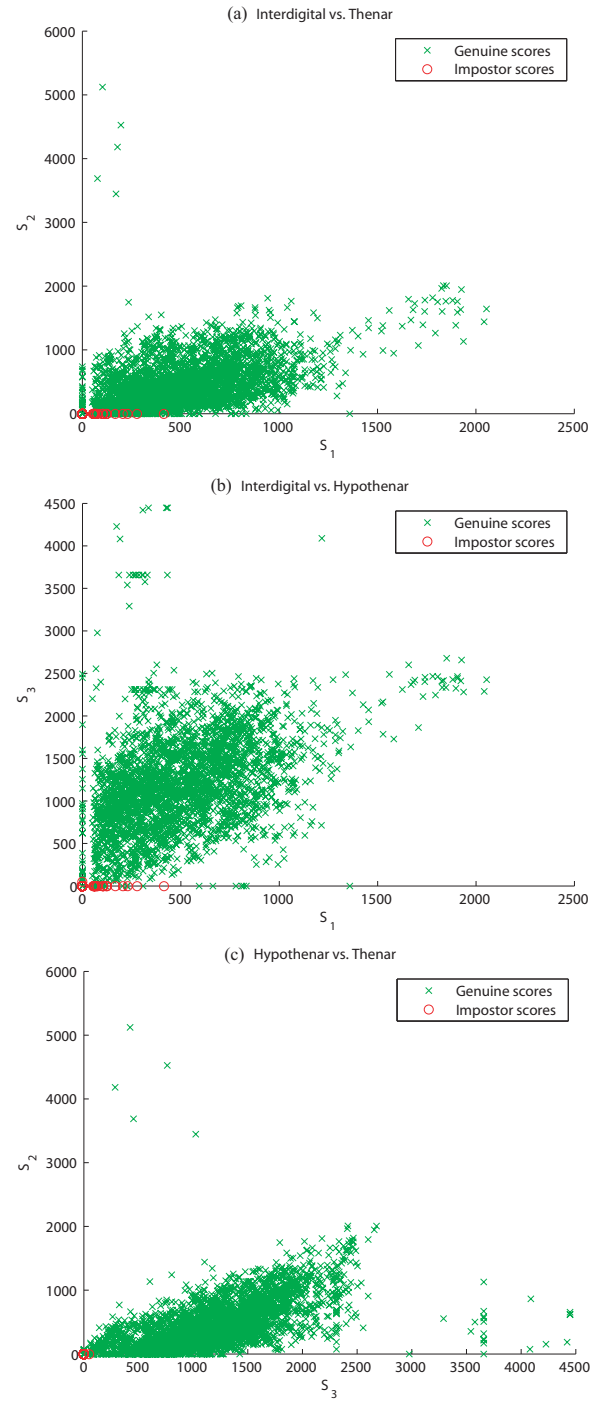 (a) Interdigital vs. Thenar
6000
5000
4000
3000
2000
1000
0
S2
Genuine scores
Impostor scores
0 500 1000 1500 2000 2500
S1
(b) Interdigital vs. Hypothenar
4500
4000
3500
3000
2500
2000
1500
1000
500
0
S3
Genuine scores
Impostor scores
0 500 1000 1500 2000 2500
S1
(c) Hypothenar vs. Thenar
6000
5000
4000
3000
2000
1000
0
S2
Genuine scores
Impostor scores
0 500 1000 1500 2000 2500 3000 3500 4000 4500
S3